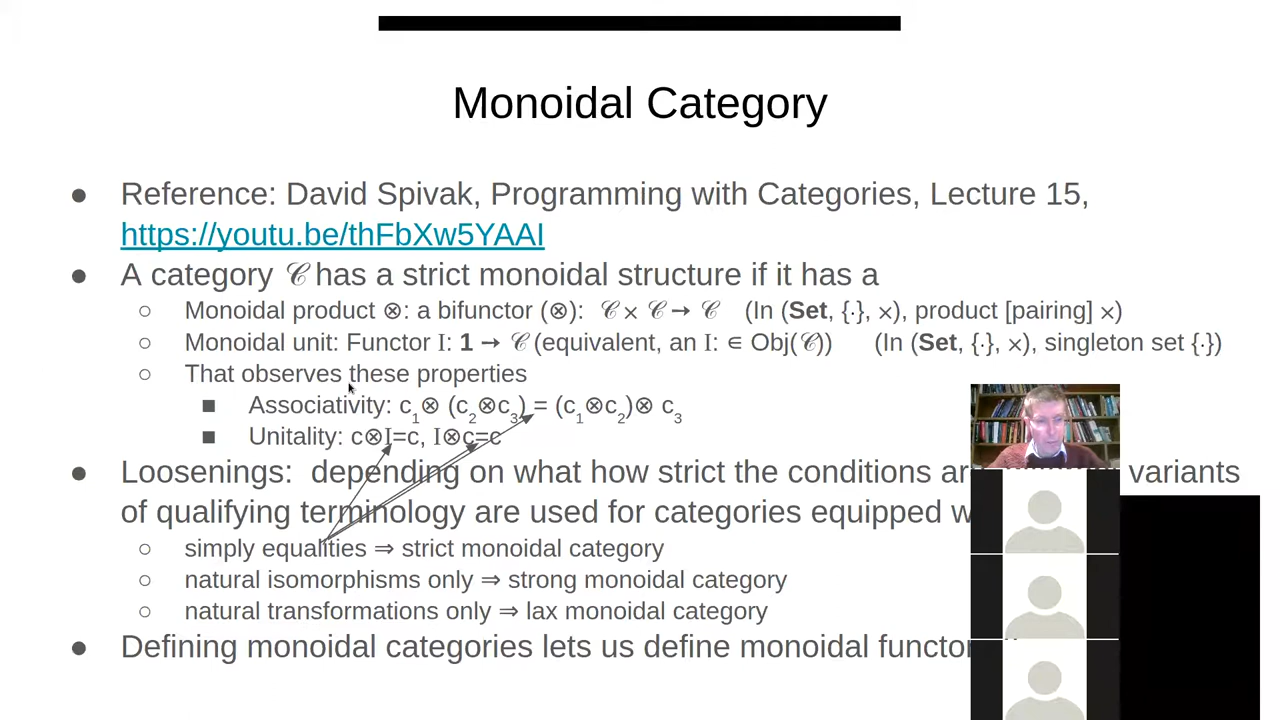 Monoidal Category
● Reference: David Spivak, Programming with Categories, Lecture 15,
https://youtu.be/thFbXw5YAAI
● A category 𝒞 has a strict monoidal structure if it has a
○ Monoidal product ⊗: a bifunctor (⊗): 𝒞 × 𝒞 → 𝒞 (In (Set, {·}, ×), product [pairing] ×)
○ Monoidal unit: Functor I: 1 → 𝒞 (equivalent, an I: ∈ Obj(𝒞)) (In (Set, {·}, ×), singleton set {·})
○ That observes these properties
■ Associativity: c₁⊗ (c₂⊗c₃) = (c₁⊗c₂)⊗ c₃
■ Unitality: c⊗I=c, I⊗c=c
● Loosenings: depending on what how strict the conditions variants
of qualifying terminology are used for categories equipped
○ simply equalities ⇒ strict monoidal category
○ natural isomorphisms only ⇒ strong monoidal category
○ natural transformations only ⇒ lax monoidal category
● Defining monoidal categories lets us define monoidal